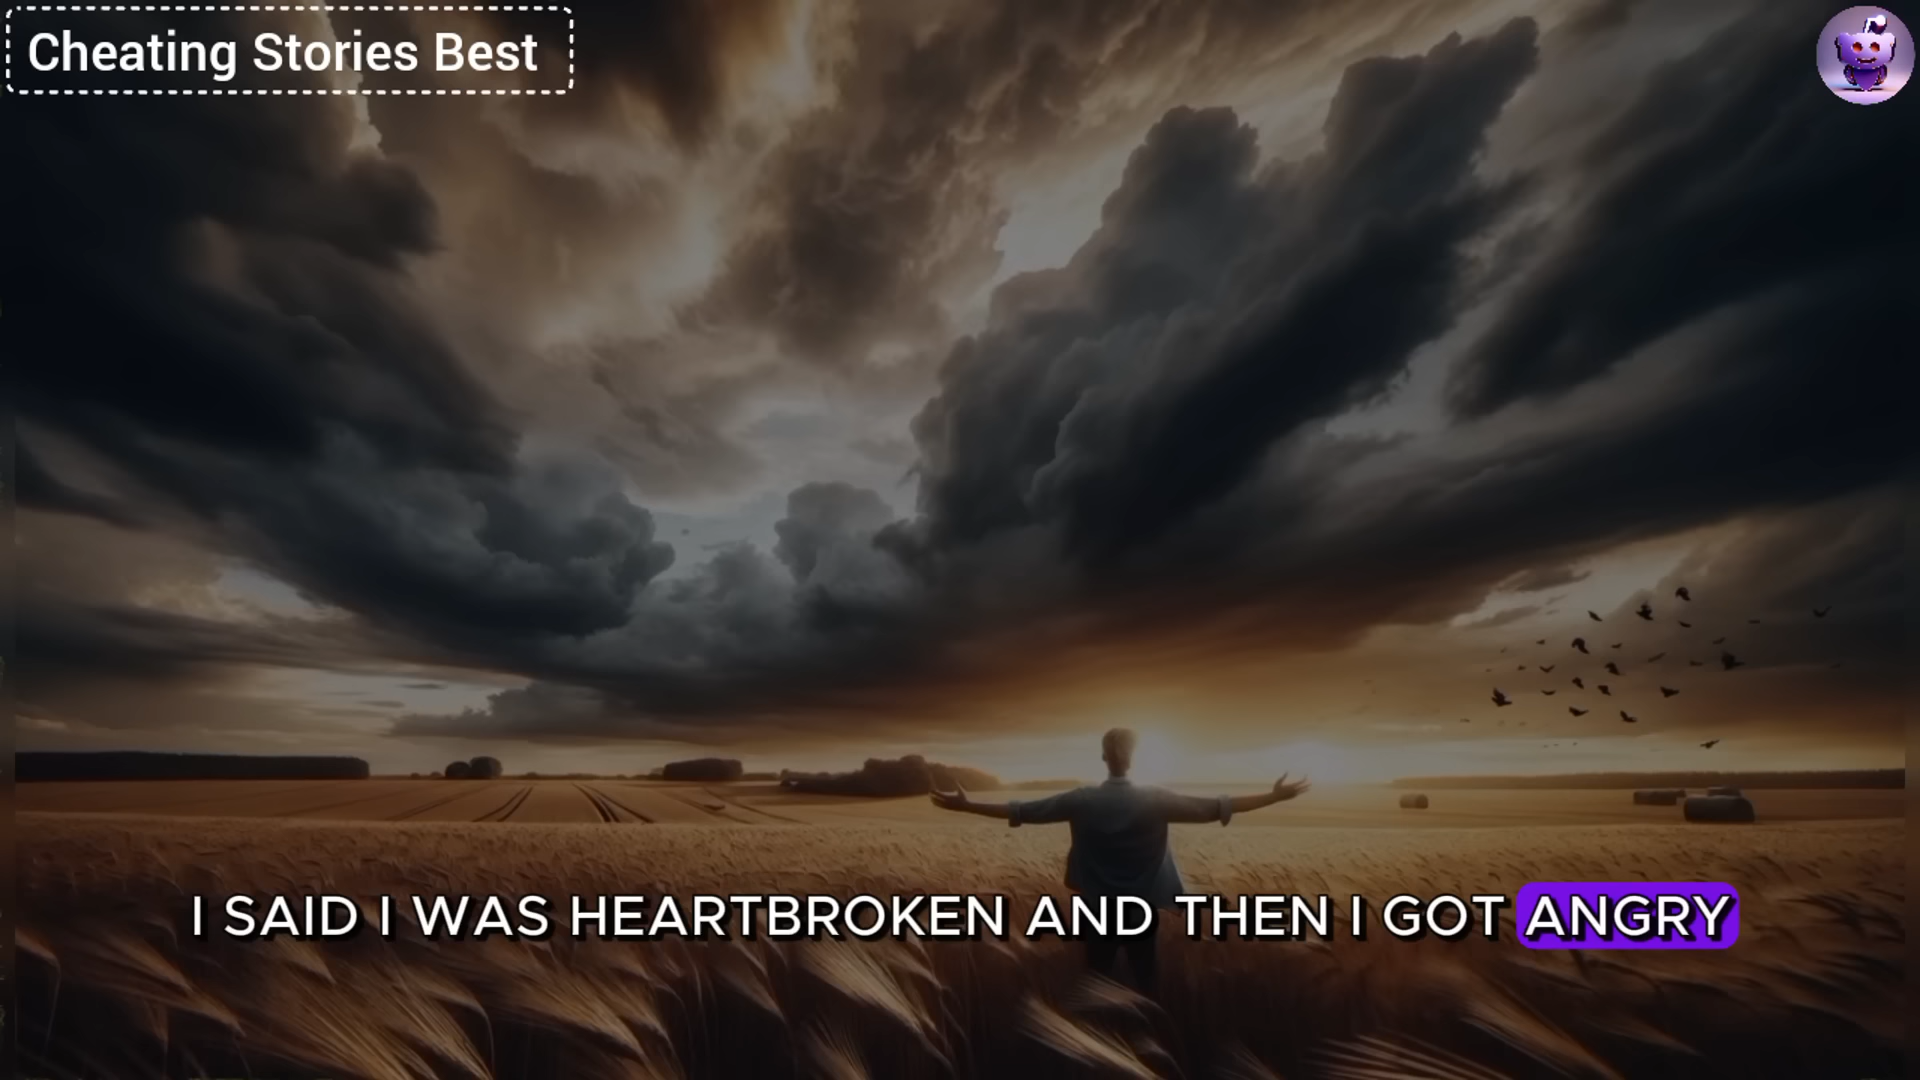 Cheating Stories Best
I SAID I WAS HEARTBROKEN AND THEN I GOT ANGRY